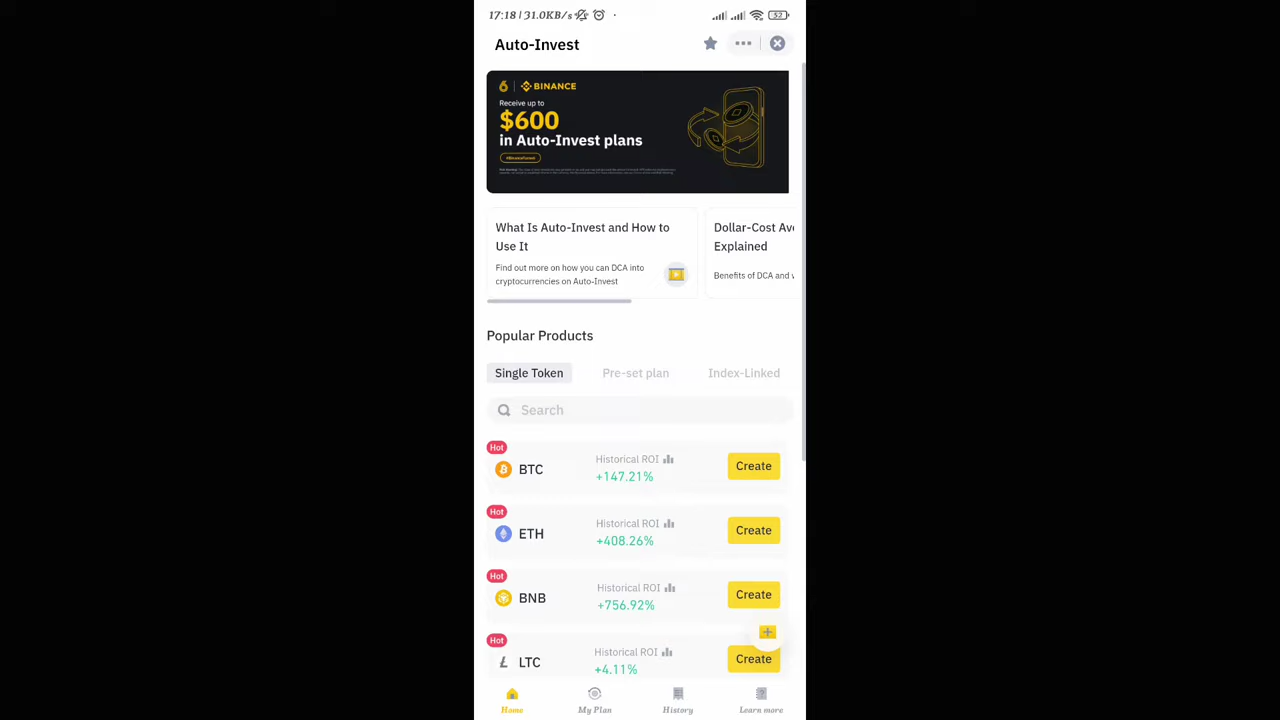 17:18 | 31.0KB/s
52
Auto-Invest
6 | BINANCE
Receive up to
$600
in Auto-Invest plans
What Is Auto-Invest and How to
Use It
Find out more on how you can DCA into
cryptocurrencies on Auto-Invest
Dollar-Cost Ave
Explained
Benefits of DCA and w
Popular Products
Single Token
Pre-set plan
Index-Linked
Search
Hot
BTC
Historical ROI
+147.21%
Create
Hot
ETH
Historical ROI
+408.26%
Create
Hot
BNB
Historical ROI
+756.92%
Create
Hot
LTC
Historical ROI
+4.11%
Create
Home
My Plan
History
Learn more